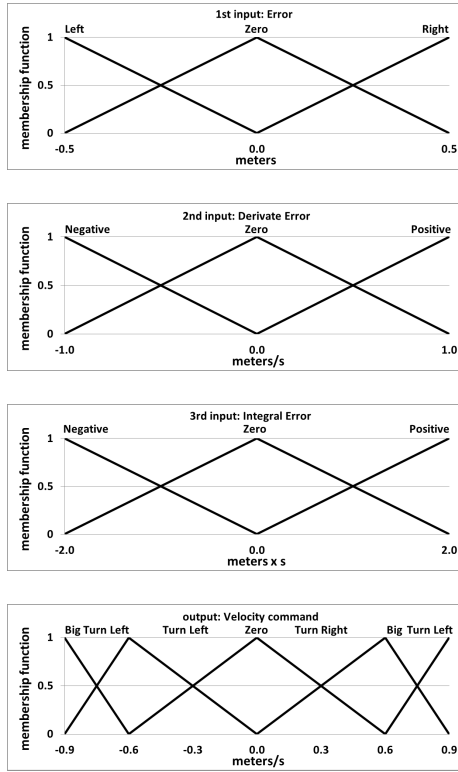 1st input: Error
Left Zero Right
membership function
1
0.5
0
-0.5 0.0 0.5
meters
2nd input: Derivate Error
Negative Zero Positive
membership function
1
0.5
0
-1.0 0.0 1.0
meters/s
3rd input: Integral Error
Negative Zero Positive
membership function
1
0.5
0
-2.0 0.0 2.0
meters x s
output: Velocity command
Big Turn Left Turn Left Zero Turn Right Big Turn Left
membership function
1
0.5
0
-0.9 -0.6 -0.3 0.0 0.3 0.6 0.9
meters/s